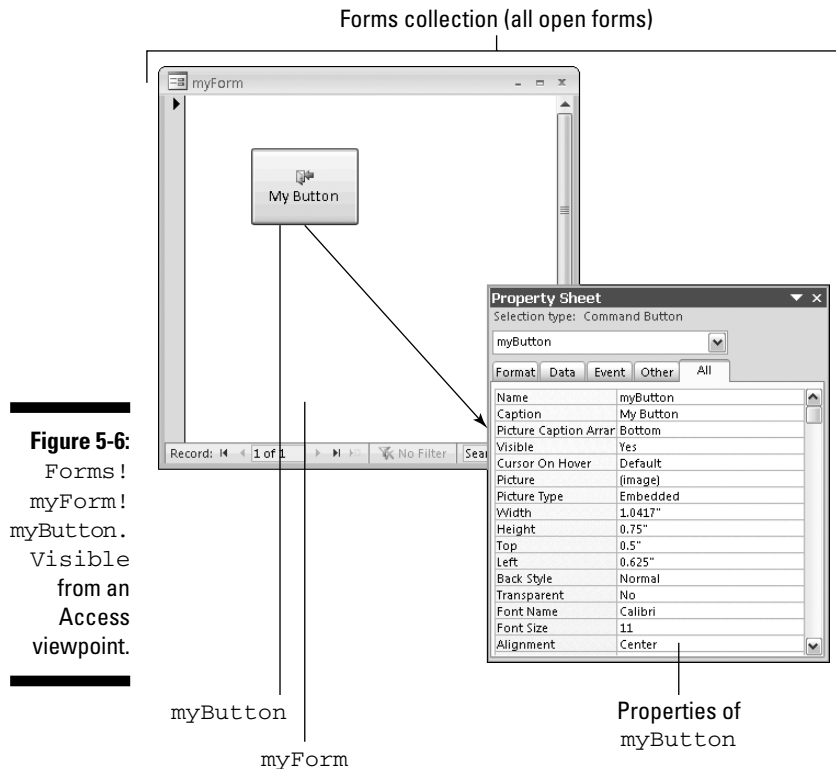 Forms collection (all open forms)
myForm
My Button
Property Sheet
Selection type: Command Button
myButton
Format Data Event Other All
Name myButton
Caption My Button
Picture Caption Arrar Bottom
Visible Yes
Cursor On Hover Default
Picture (image)
Picture Type Embedded
Width 1.0417"
Height 0.75"
Top 0.5"
Left 0.625"
Back Style Normal
Transparent No
Font Name Calibri
Font Size 11
Alignment Center
Record: 1 of 1 No Filter Sear
Figure 5-6:
Forms!
myForm!
myButton.
Visible
from an
Access
viewpoint.
myButton
myForm
Properties of
myButton